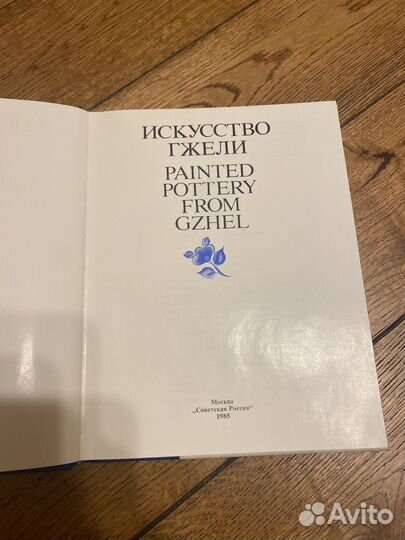 ИСКУССТВО
ГЖЕЛИ
PAINTED
POTTERY
FROM
GZHEL
Москва
„Советская Россия“
1985
Avito